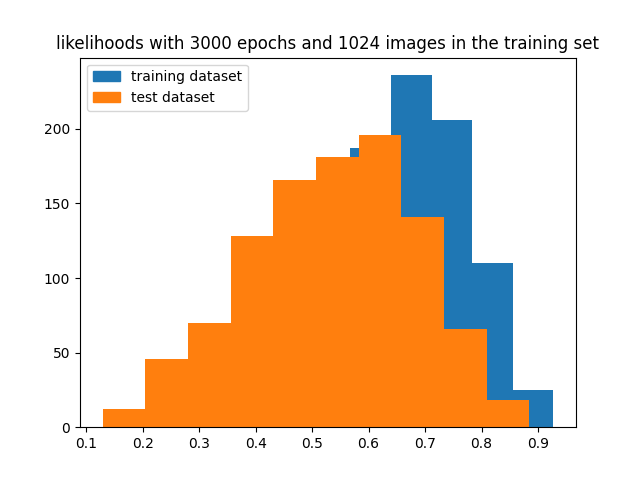 likelihoods with 3000 epochs and 1024 images in the training set
training dataset
test dataset
200
150
100
50
0
0.1 0.2 0.3 0.4 0.5 0.6 0.7 0.8 0.9